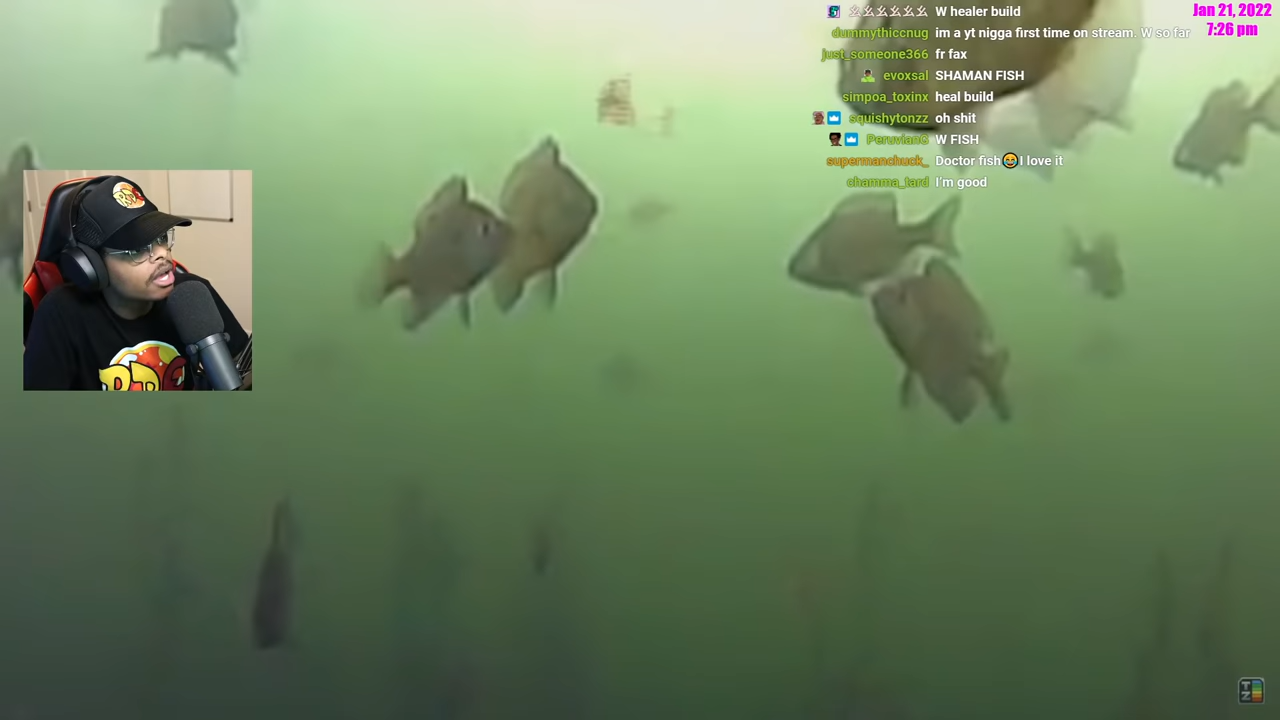 Jan 21, 2022
7:26 pm
W healer build
dummythiccnug im a yt nigga first time on stream. W so far
just_someone366 fr fax
evoxsal SHAMAN FISH
simpoa_toxinx heal build
squishytonzz oh shit
PeruvianG W FISH
supermanchuck_ Doctor fish😂I love it
chamma_tard I'm good
TZ